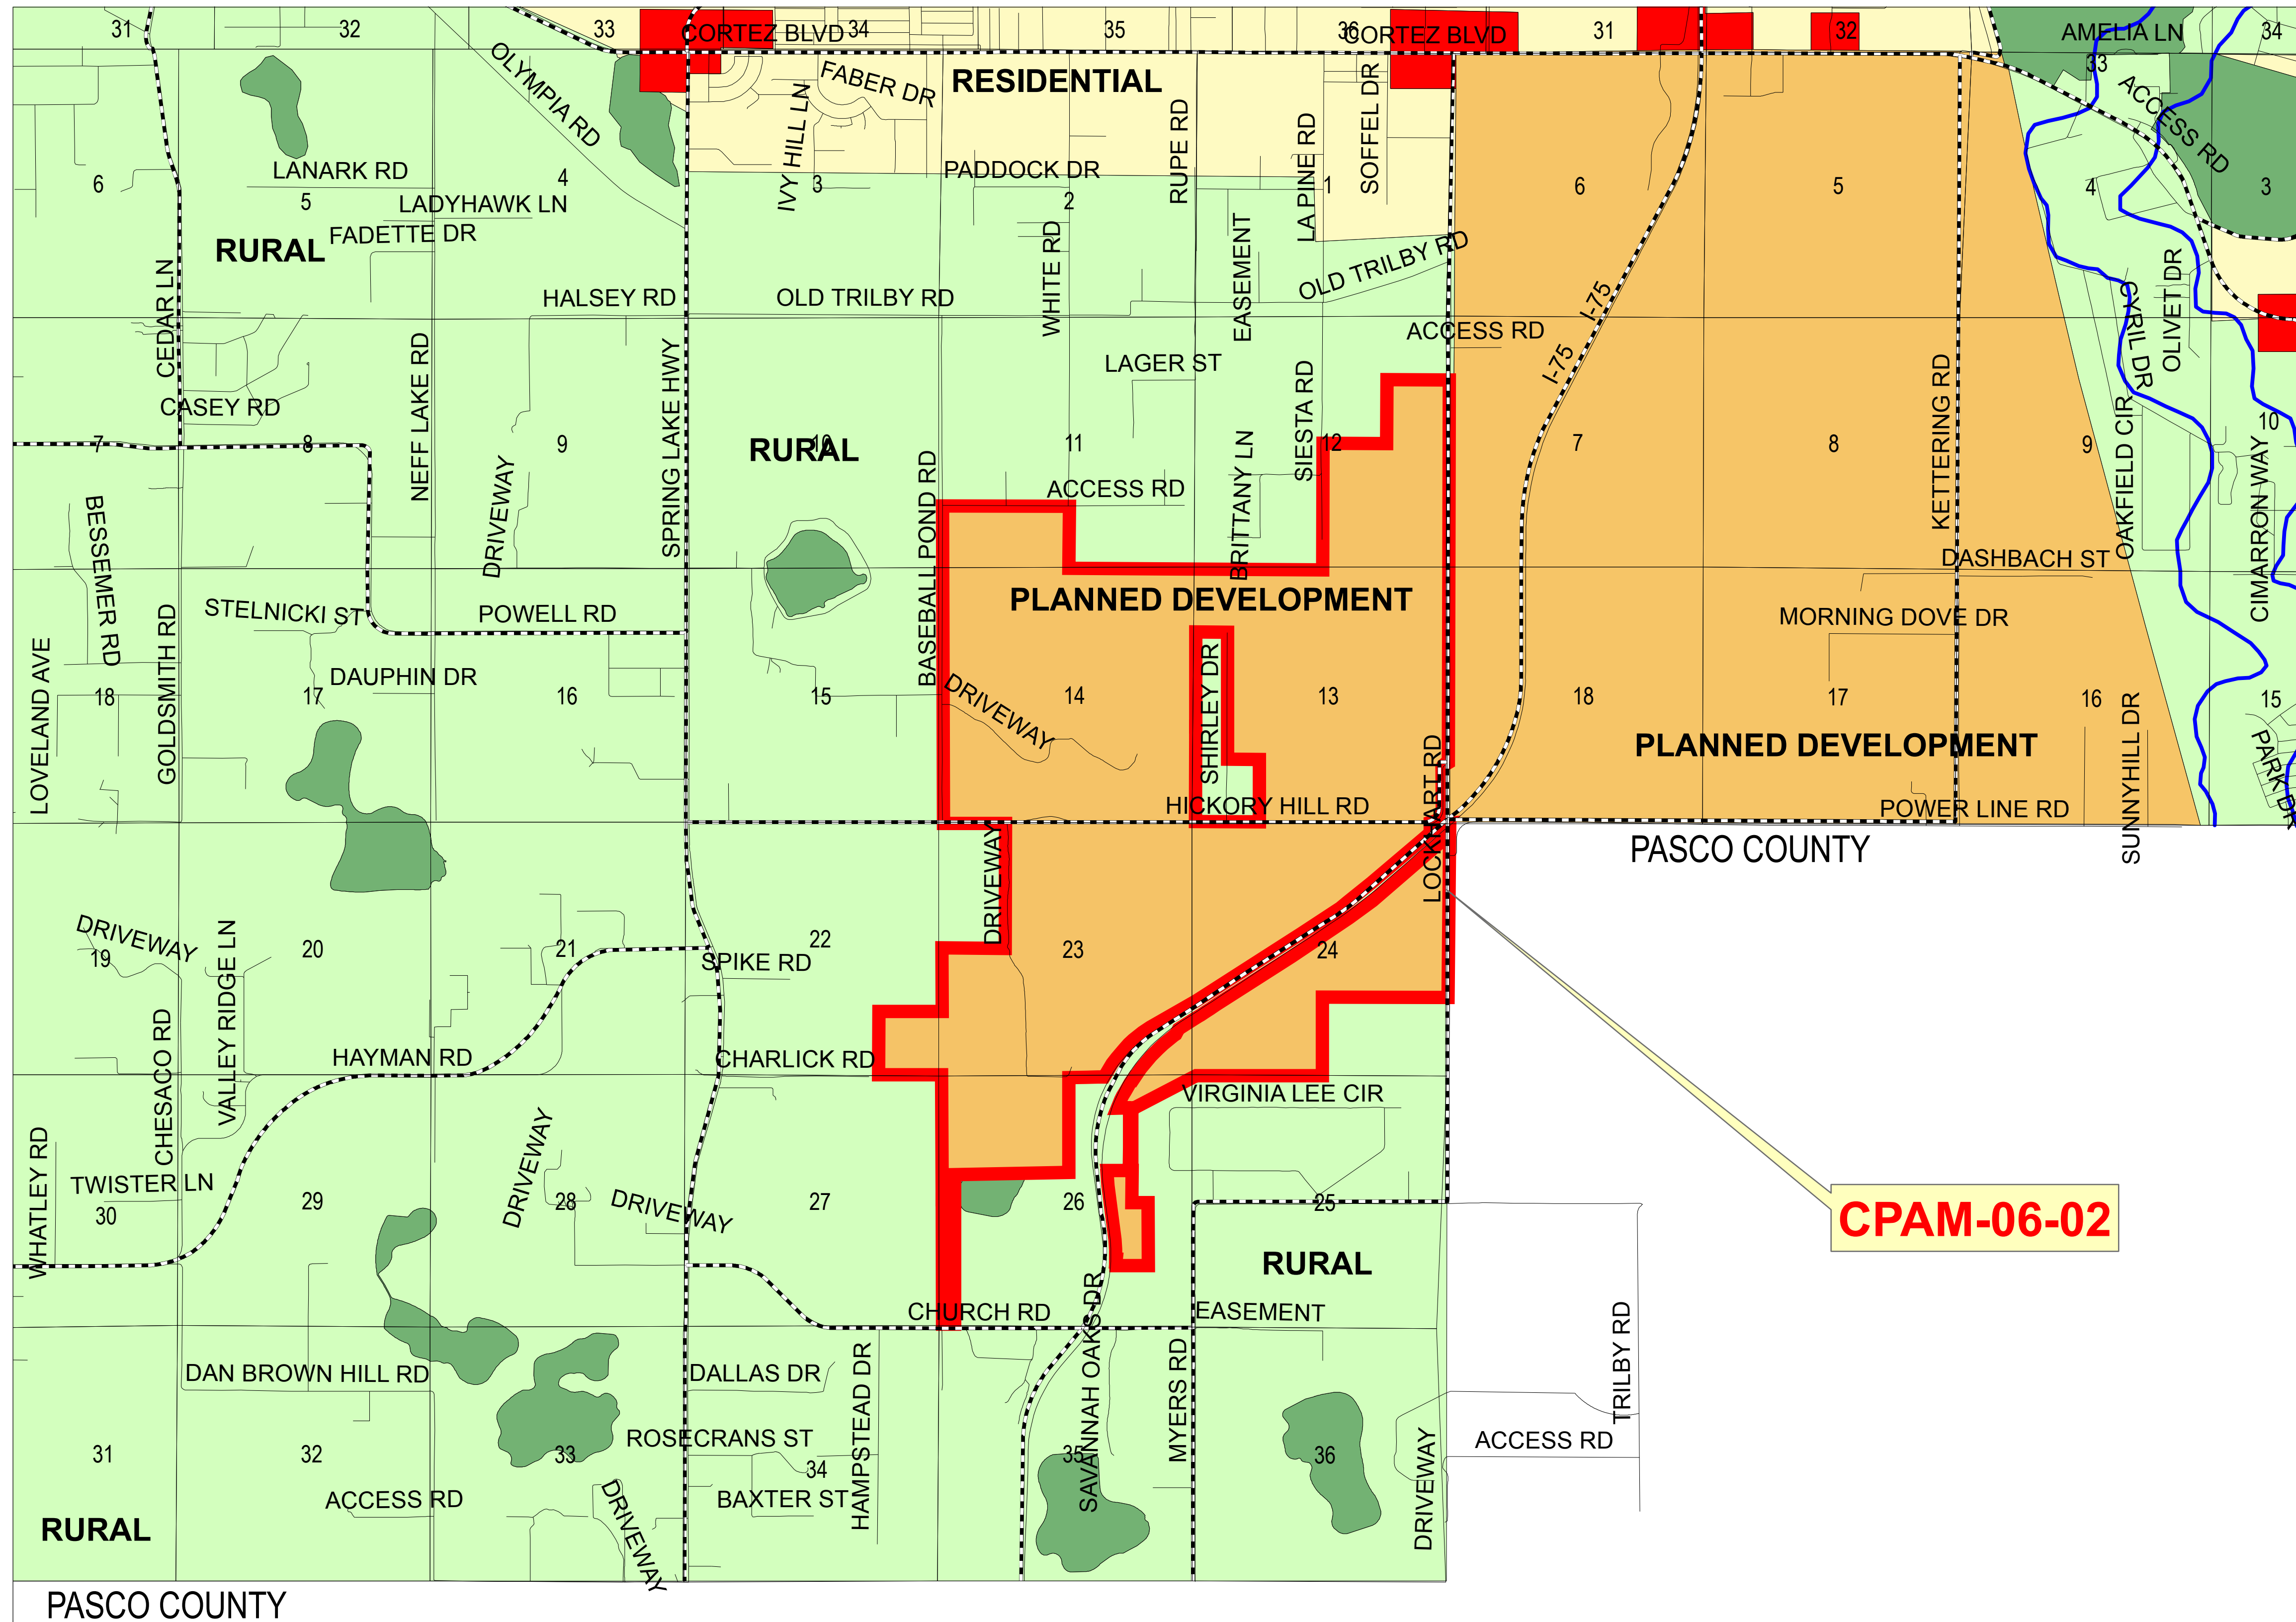 31
32
33
CORTEZ BLVD
34
35
36
CORTEZ BLVD
31
32
AMELIA LN
34
33
OLYMPIA RD
FABER DR
RESIDENTIAL
ACCESS RD
IVY HILL LN
RUPE RD
LA PINE RD
SOFFEL DR
LANARK RD
PADDOCK DR
6
5
4
3
2
1
6
5
4
3
LADYHAWK LN
FADETTE DR
RURAL
WHITE RD
EASEMENT
OLD TRILBY RD
CEDAR LN
HALSEY RD
OLD TRILBY RD
I-75
CYRIL DR
OLIVET DR
NEFF LAKE RD
SPRING LAKE HWY
LAGER ST
SIESTA RD
ACCESS RD
I-75
KETTERING RD
CASEY RD
OAKFIELD CIR
7
8
9
RURAL
10
11
12
7
8
9
10
DRIVEWAY
BASEBALL POND RD
ACCESS RD
BRITTANY LN
CIMARRON WAY
BESSEMER RD
DASHBACH ST
STELNICKI ST
POWELL RD
PLANNED DEVELOPMENT
MORNING DOVE DR
LOVELAND AVE
GOLDSMITH RD
DAUPHIN DR
SHIRLEY DR
18
17
16
15
14
13
18
17
16
15
DRIVEWAY
LOCKHART RD
PLANNED DEVELOPMENT
SUNNYHILL DR
PARK DR
HICKORY HILL RD
POWER LINE RD
PASCO COUNTY
DRIVEWAY
DRIVEWAY
19
VALLEY RIDGE LN
20
21
22
SPIKE RD
23
24
CHESACO RD
HAYMAN RD
CHARLICK RD
VIRGINIA LEE CIR
WHATLEY RD
TWISTER LN
30
29
DRIVEWAY
28
DRIVEWAY
27
26
25
CPAM-06-02
RURAL
CHURCH RD
SAVANNAH OAKS DR
EASEMENT
TRILBY RD
DAN BROWN HILL RD
DALLAS DR
HAMPSTEAD DR
MYERS RD
31
32
33
ROSECRANS ST
34
35
36
DRIVEWAY
ACCESS RD
ACCESS RD
DRIVEWAY
BAXTER ST
RURAL
PASCO COUNTY